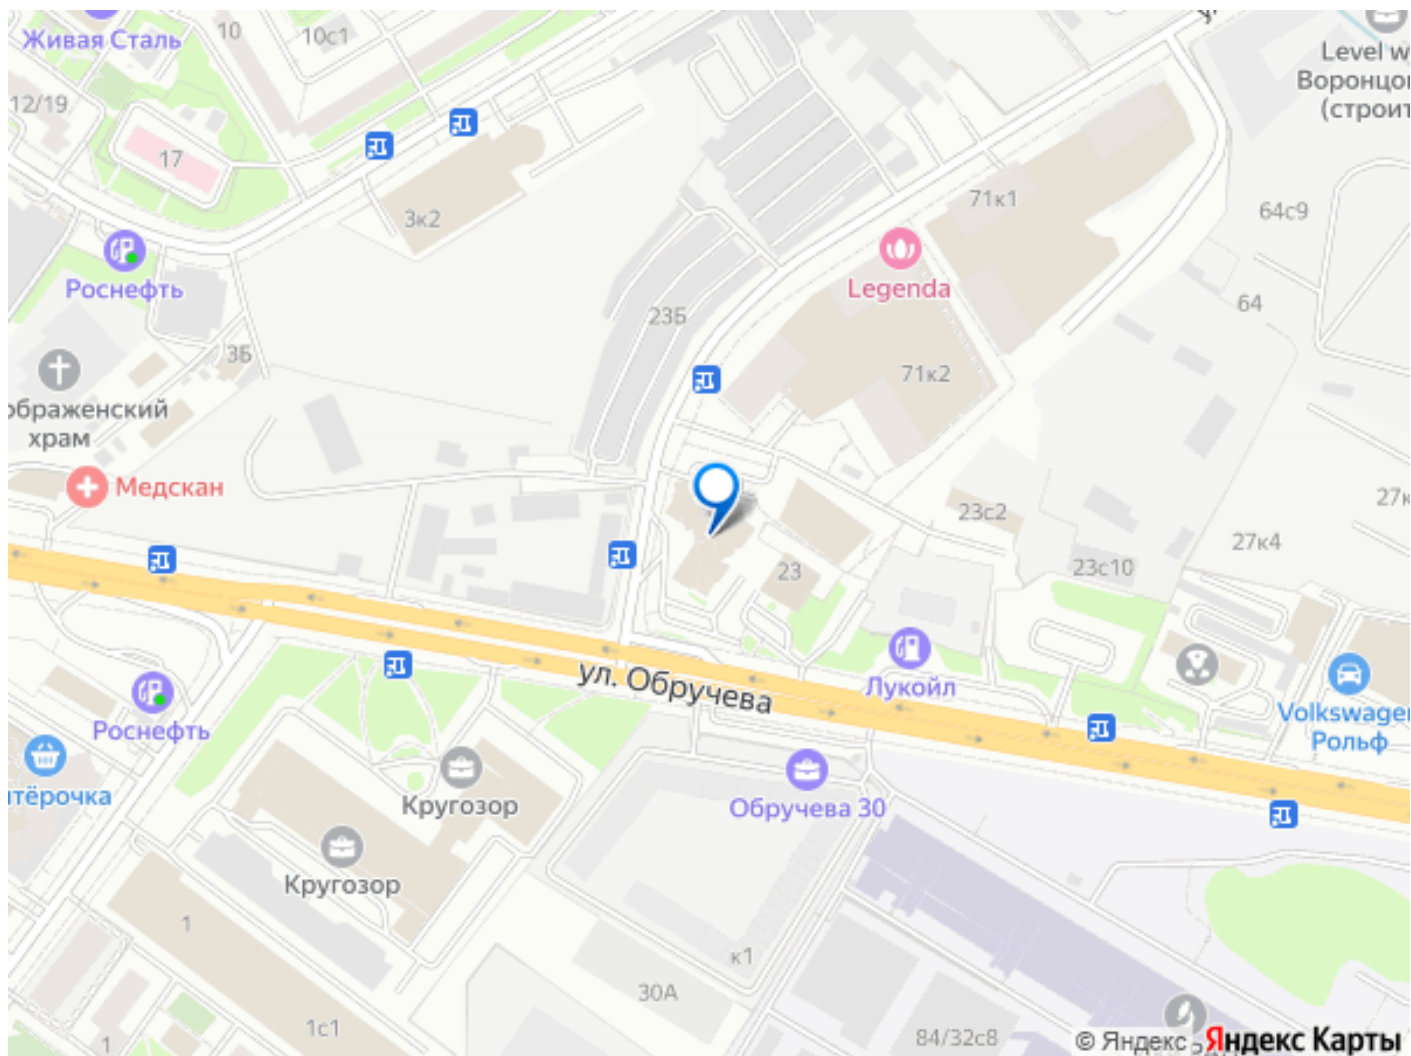 Живая Сталь
10
10с1
Level w
Воронцо
(строит
12/19
17
3к2
71к1
64с9
Роснефть
Legenda
64
23Б
3Б
71к2
ображенский
храм
Медскан
23с2
27к4
23
23с10
ул. Обручева
Лукойл
Роснефть
Volkswagen
Рольф
тёрочка
Кругозор
Обручева 30
Кругозор
1
к1
30А
1с1
84/32с8
1
© Яндекс
Яндекс Карты